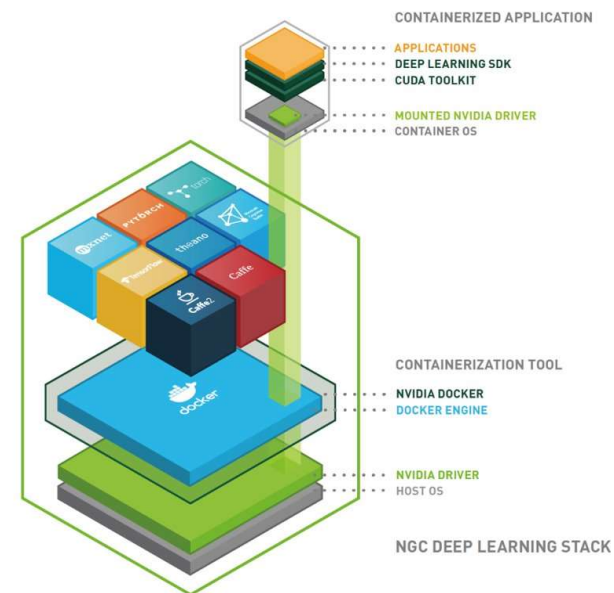 CONTAINERIZED APPLICATION
APPLICATIONS
DEEP LEARNING SDK
CUDA TOOLKIT
MOUNTED NVIDIA DRIVER
CONTAINER OS
torch
PYTORCH
mxnet
theano
TensorFlow
Caffe
Caffe2
docker
CONTAINERIZATION TOOL
NVIDIA DOCKER
DOCKER ENGINE
NVIDIA DRIVER
HOST OS
NGC DEEP LEARNING STACK